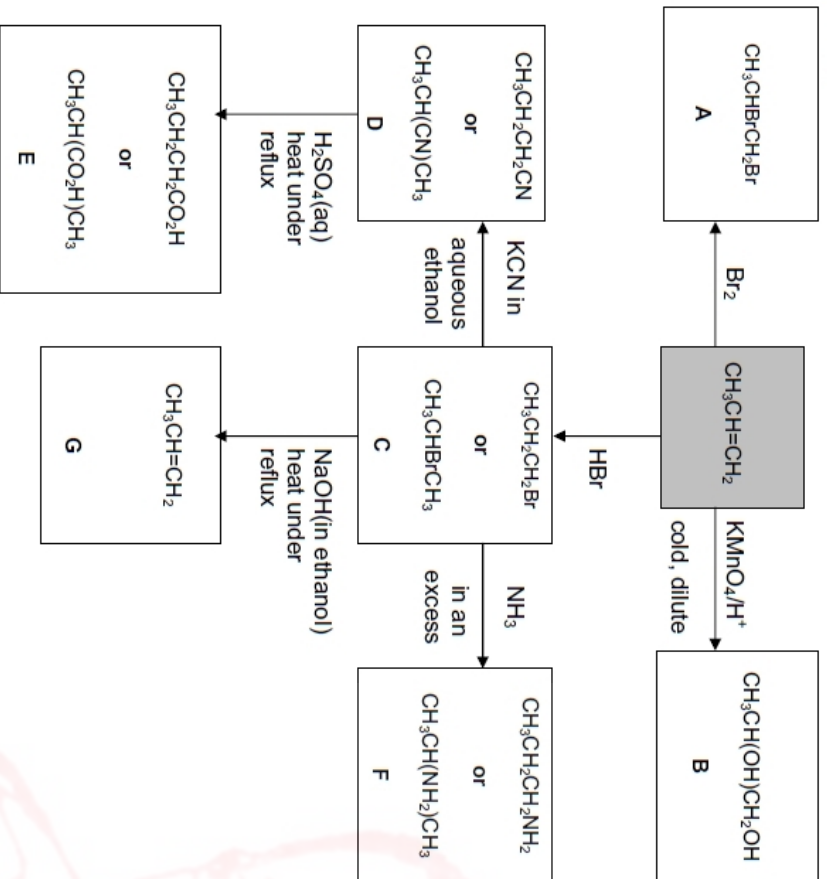 CH₃CHBrCH₂Br
A
Br₂
CH₃CH=CH₂
KMnO₄/H⁺
cold, dilute
CH₃CH(OH)CH₂OH
B
HBr
CH₃CH₂CH₂CN
or
CH₃CH(CN)CH₃
D
KCN in
aqueous
ethanol
CH₃CH₂CH₂Br
or
CH₃CHBrCH₃
C
NH₃
in an
excess
CH₃CH₂CH₂NH₂
or
CH₃CH(NH₂)CH₃
F
H₂SO₄(aq)
heat under
reflux
NaOH(in ethanol)
heat under
reflux
CH₃CH₂CH₂CO₂H
or
CH₃CH(CO₂H)CH₃
E
CH₃CH=CH₂
G